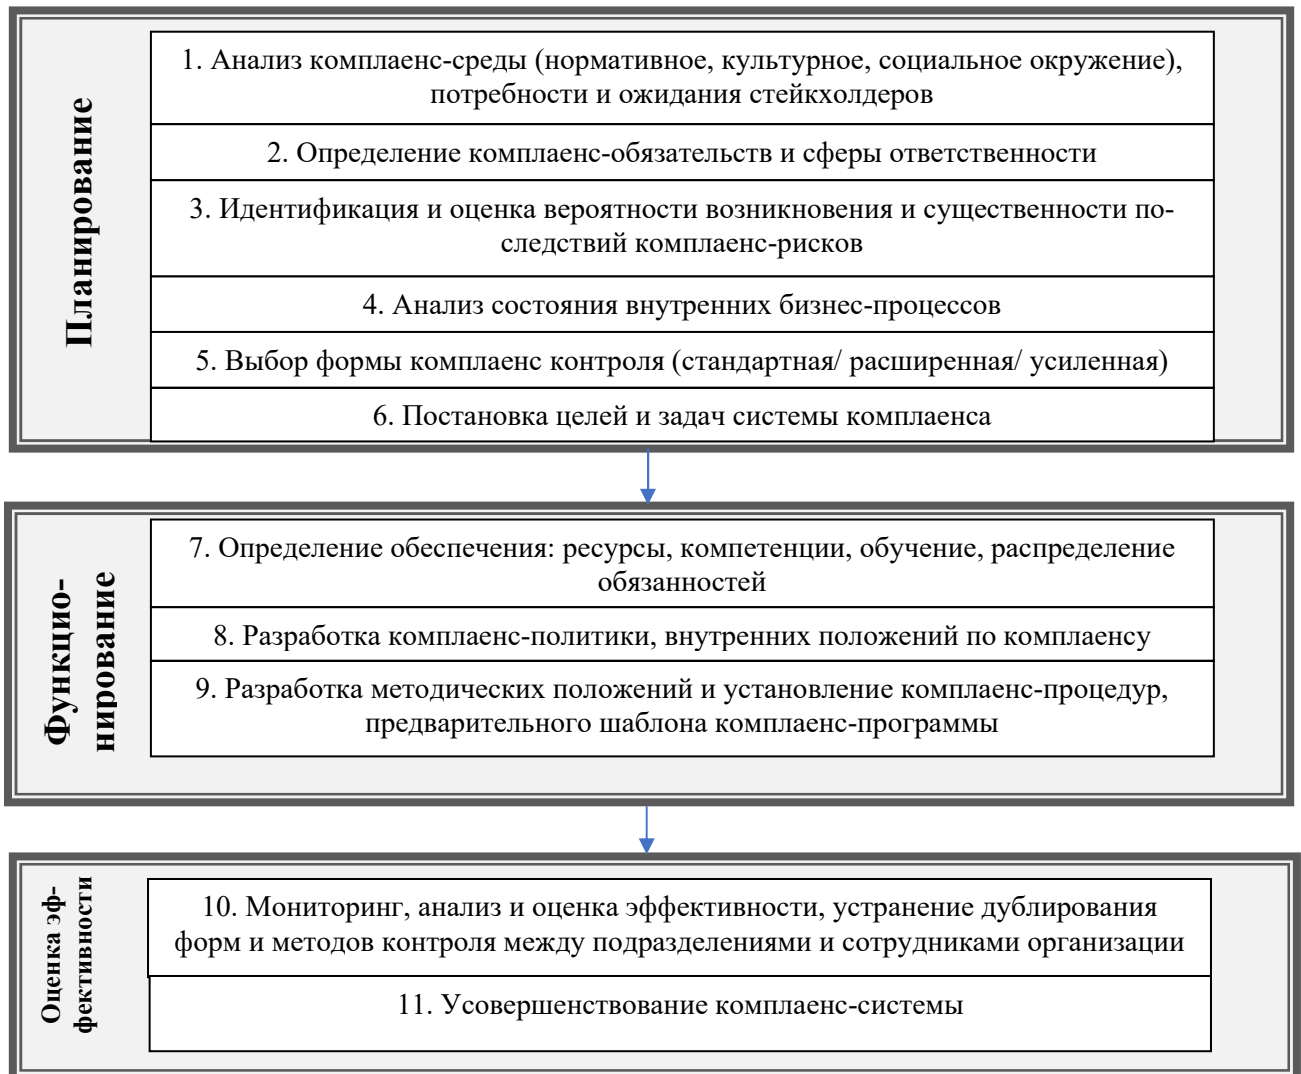 Планирование
1. Анализ комплаенс-среды (нормативное, культурное, социальное окружение),
потребности и ожидания стейкхолдеров
2. Определение комплаенс-обязательств и сферы ответственности
3. Идентификация и оценка вероятности возникновения и существенности по-
следствий комплаенс-рисков
4. Анализ состояния внутренних бизнес-процессов
5. Выбор формы комплаенс контроля (стандартная/ расширенная/ усиленная)
6. Постановка целей и задач системы комплаенса
Функцио-
нирование
7. Определение обеспечения: ресурсы, компетенции, обучение, распределение
обязанностей
8. Разработка комплаенс-политики, внутренних положений по комплаенсу
9. Разработка методических положений и установление комплаенс-процедур,
предварительного шаблона комплаенс-программы
Оценка эф-
фективности
10. Мониторинг, анализ и оценка эффективности, устранение дублирования
форм и методов контроля между подразделениями и сотрудниками организации
11. Усовершенствование комплаенс-системы